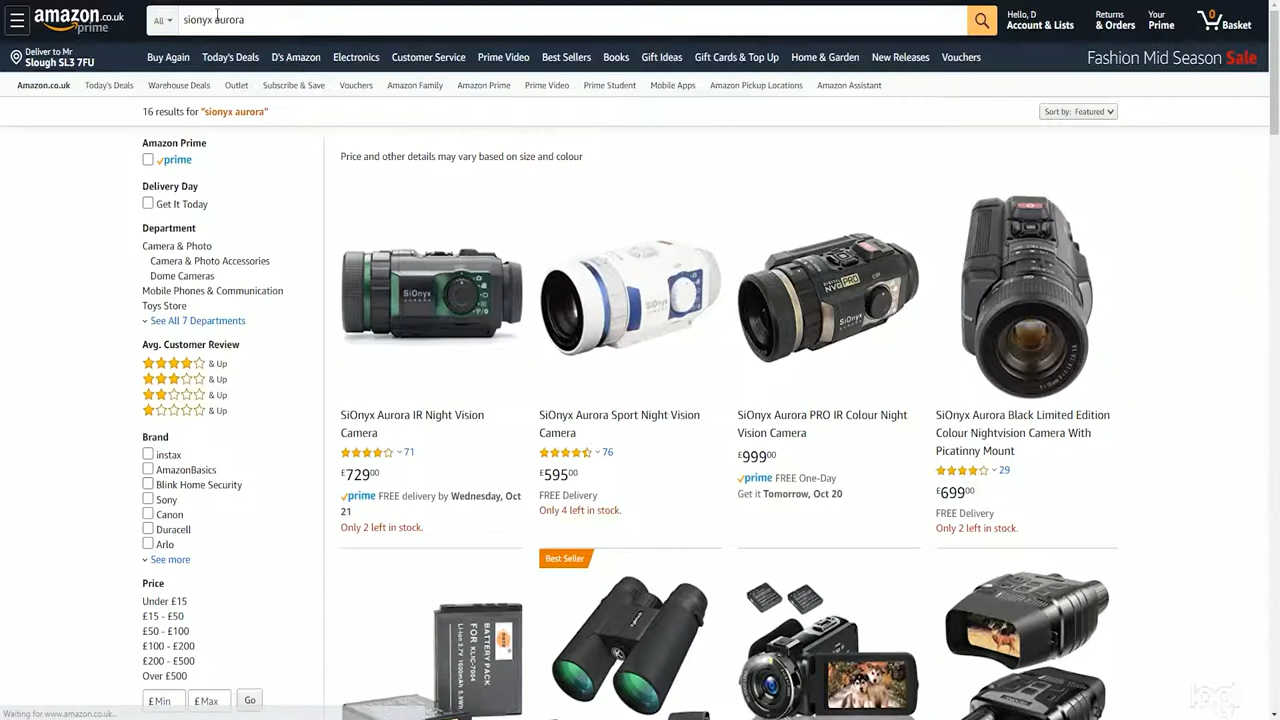 amazon.co.uk
prime
All
sionyx aurora
Hello, D
Account & Lists
Returns
& Orders
Your
Prime
0
Basket
Deliver to Mr
Slough SL3 7FU
Buy Again
Today's Deals
D's Amazon
Electronics
Customer Service
Prime Video
Best Sellers
Books
Gift Ideas
Gift Cards & Top Up
Home & Garden
New Releases
Vouchers
Fashion Mid Season Sale
Amazon.co.uk
Today's Deals
Warehouse Deals
Outlet
Subscribe & Save
Vouchers
Amazon Family
Amazon Prime
Prime Video
Prime Student
Mobile Apps
Amazon Pickup Locations
Amazon Assistant
16 results for "sionyx aurora"
Sort by: Featured
Amazon Prime
prime
Delivery Day
Get It Today
Department
Camera & Photo
Camera & Photo Accessories
Dome Cameras
Mobile Phones & Communication
Toys Store
See All 7 Departments
Avg. Customer Review
& Up
& Up
& Up
& Up
Brand
instax
AmazonBasics
Blink Home Security
Sony
Canon
Duracell
Arlo
See more
Price
Under £15
£15 - £50
£50 - £100
£100 - £200
£200 - £500
Over £500
£ Min
£ Max
Go
Price and other details may vary based on size and colour
SiOnyx
SiOnyx
NVG PRO
SiOnyx
SiOnyx Aurora IR Night Vision
Camera
71
£729.00
prime FREE delivery by Wednesday, Oct
21
Only 2 left in stock.
SiOnyx Aurora Sport Night Vision
Camera
76
£595.00
FREE Delivery
Only 4 left in stock.
SiOnyx Aurora PRO IR Colour Night
Vision Camera
£999.00
prime FREE One-Day
Get it Tomorrow, Oct 20
SiOnyx Aurora Black Limited Edition
Colour Nightvision Camera With
Picatinny Mount
29
£699.00
FREE Delivery
Only 2 left in stock.
Best Seller
BATTERY PACK
FOR KLIC-7004
Waiting for www.amazon.co.uk...